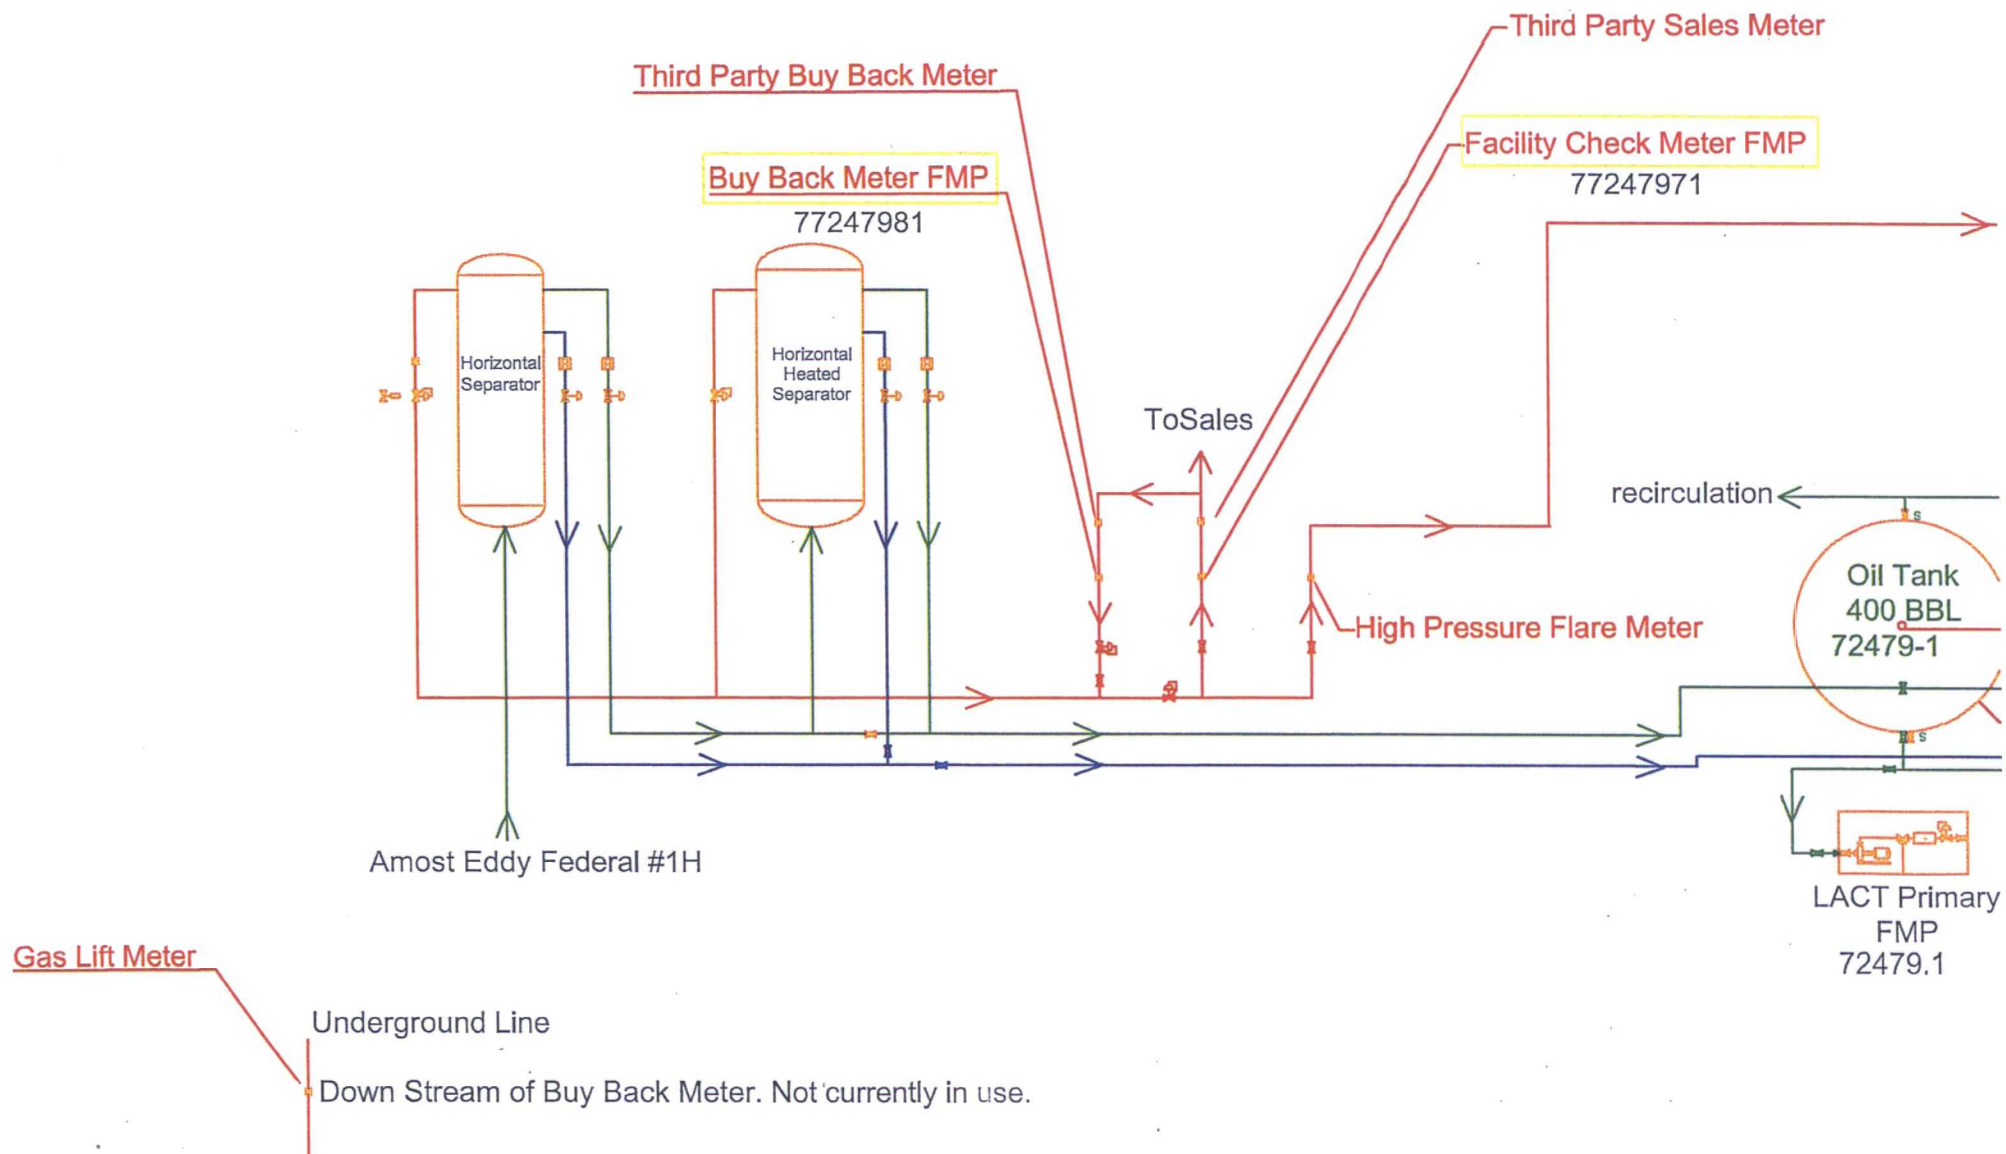 Third Party Sales Meter
Third Party Buy Back Meter
Facility Check Meter FMP
77247971
Buy Back Meter FMP
77247981
Horizontal
Separator
Horizontal
Heated
Separator
ToSales
recirculation
S
Oil Tank
400 BBL
72479-1
High Pressure Flare Meter
S
Amost Eddy Federal #1H
LACT Primary
FMP
72479.1
Gas Lift Meter
Underground Line
Down Stream of Buy Back Meter. Not currently in use.